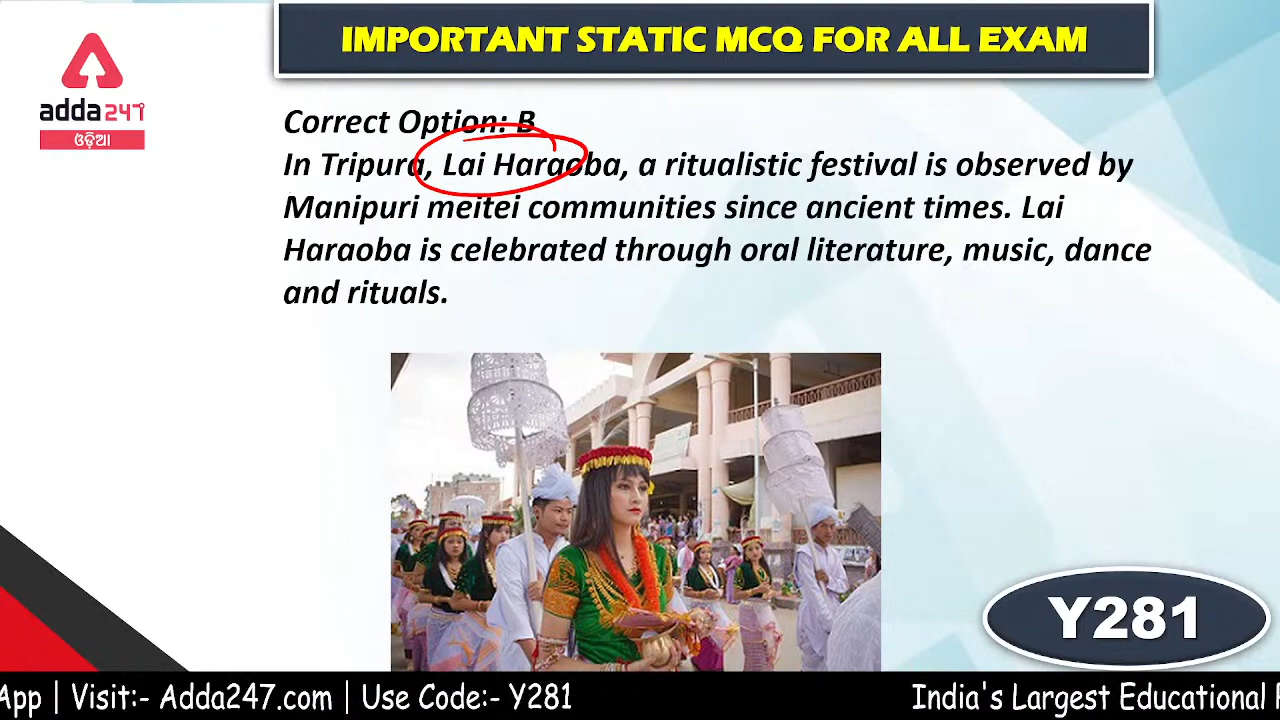 IMPORTANT STATIC MCQ FOR ALL EXAM
adda247
ଓଡ଼ିଆ
Correct Option: B
In Tripura, Lai Haraoba, a ritualistic festival is observed by
Manipuri meitei communities since ancient times. Lai
Haraoba is celebrated through oral literature, music, dance
and rituals.
Y281
App | Visit:- Adda247.com | Use Code:- Y281
India's Largest Educational